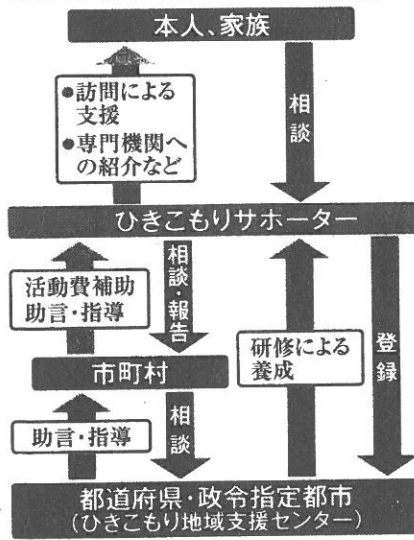 本人、家族
●訪問による
支援
●専門機関へ
の紹介など
相談
ひきこもりサポーター
活動費補助
助言・指導
相談・報告
研修による
養成
登録
市町村
助言・指導
相談
都道府県・政令指定都市
(ひきこもり地域支援センター)